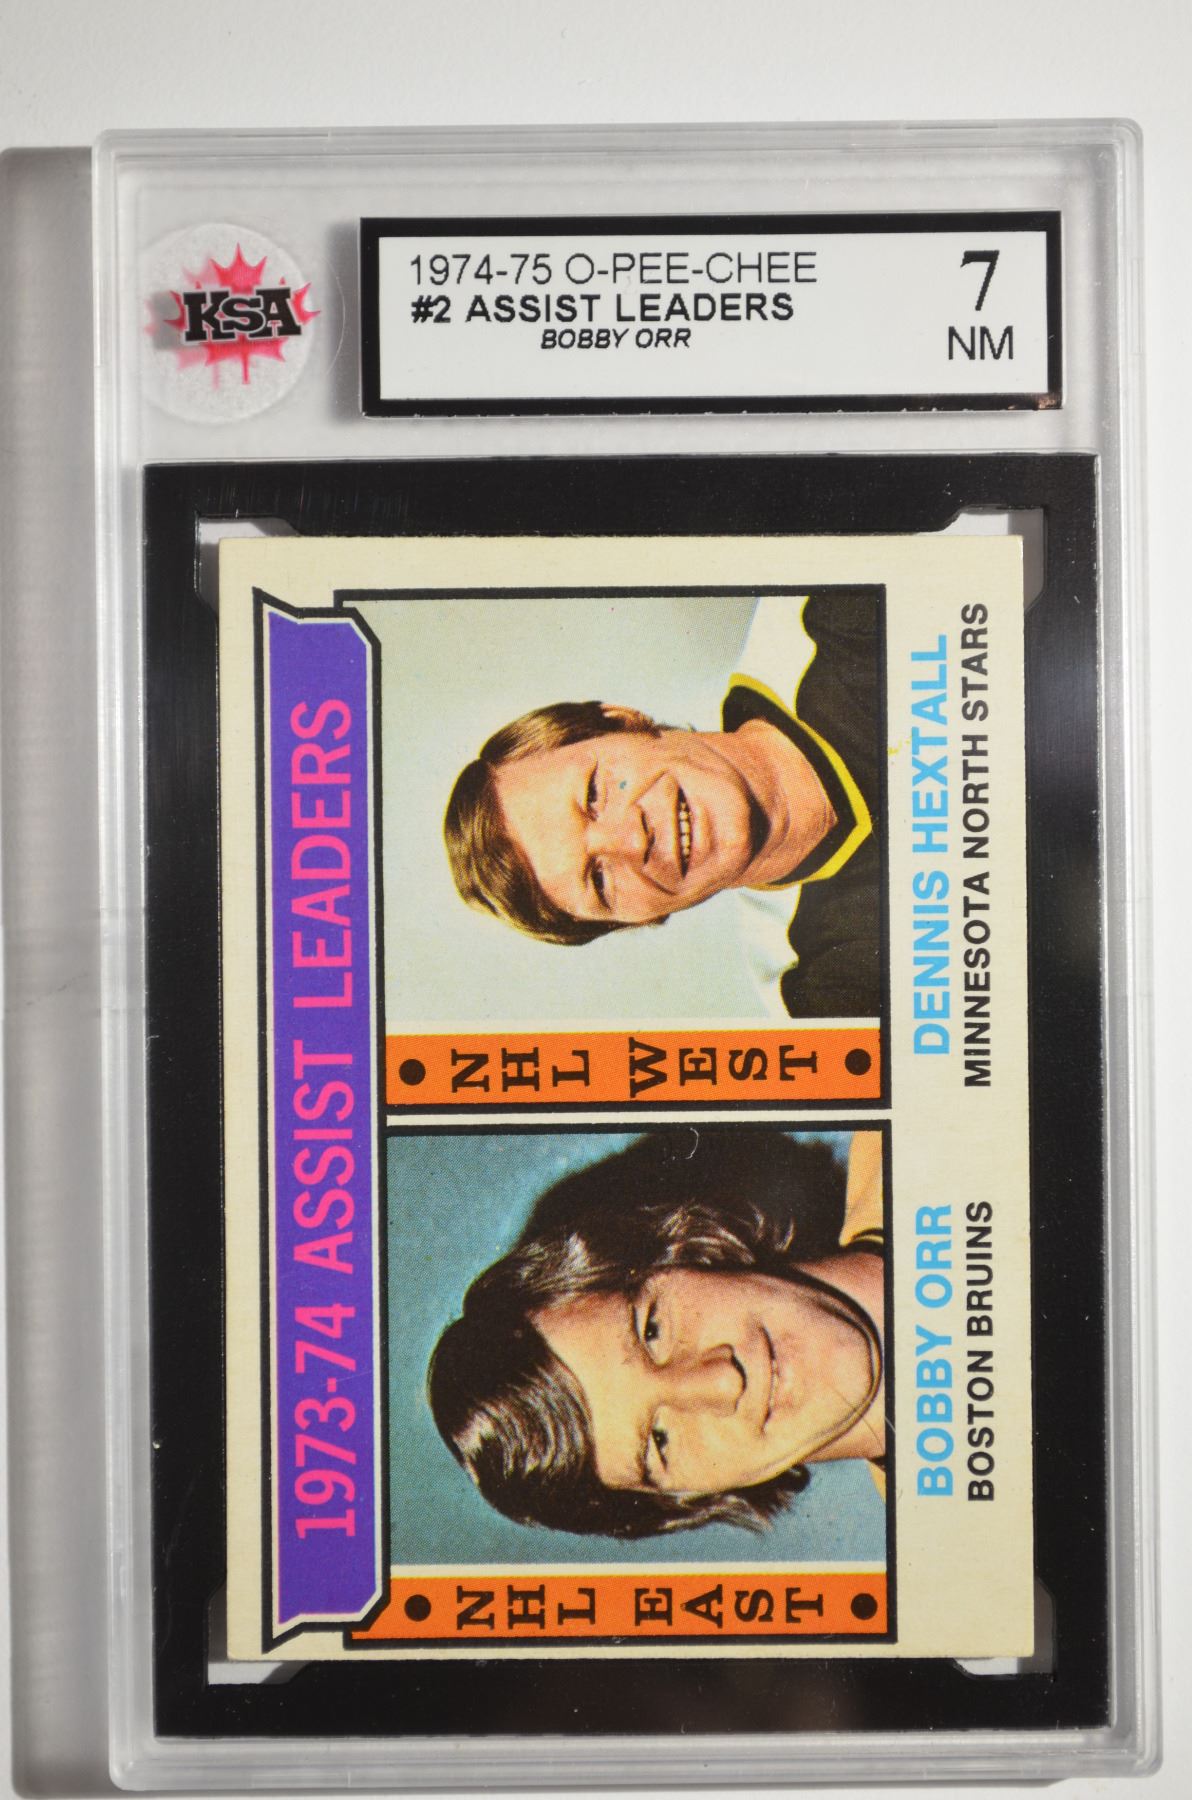 KSA
1974-75 O-PEE-CHEE
#2 ASSIST LEADERS
BOBBY ORR
7
NM
1973-74 ASSIST LEADERS
NHL EAST
NHL WEST
BOBBY ORR
BOSTON BRUINS
DENNIS HEXTALL
MINNESOTA NORTH STARS